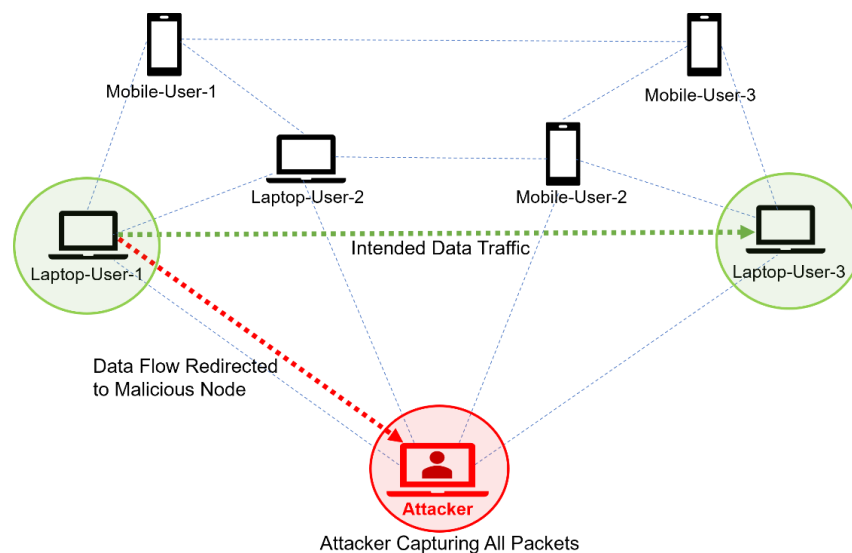 Mobile-User-1
Mobile-User-3
Laptop-User-2
Mobile-User-2
Intended Data Traffic
Laptop-User-1
Laptop-User-3
Data Flow Redirected
to Malicious Node
Attacker
Attacker Capturing All Packets